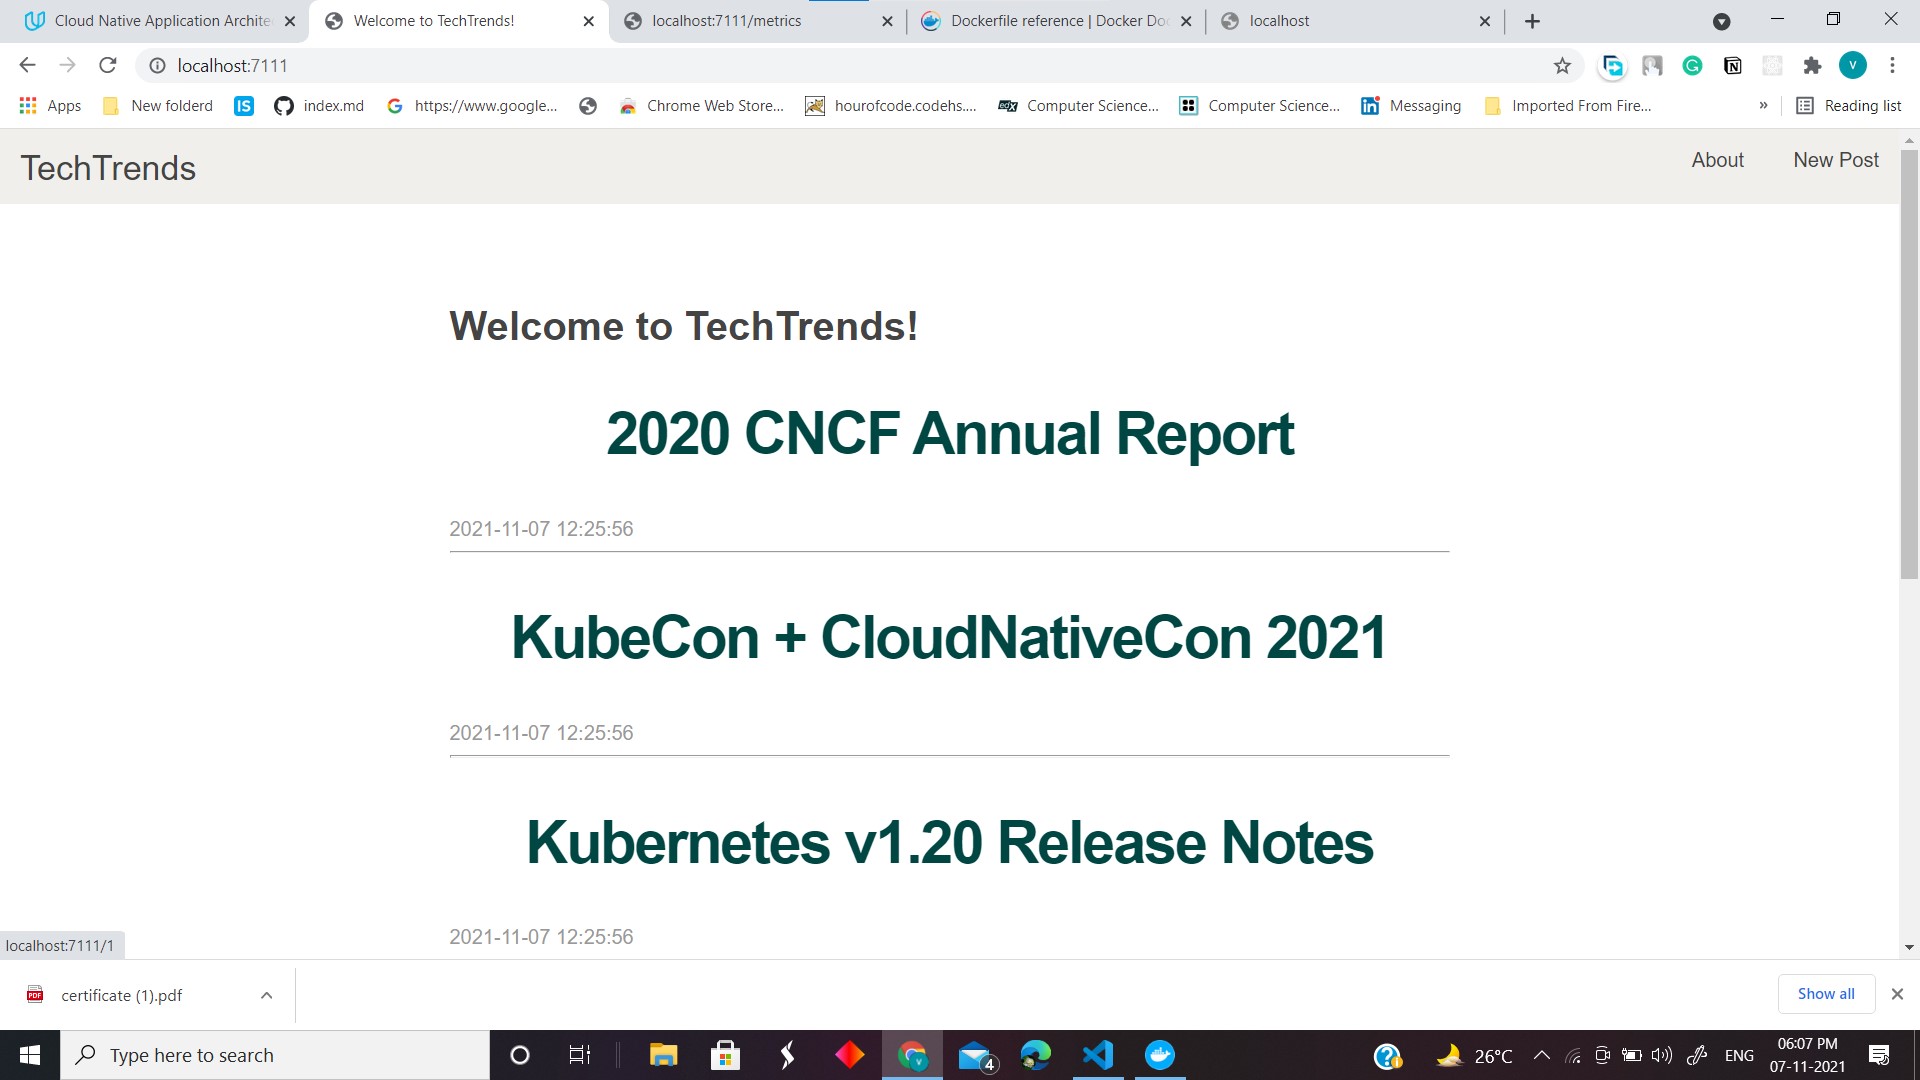 Cloud Native Application Archite
Welcome to TechTrends!
localhost:7111/metrics
Dockerfile reference | Docker Doc
localhost
localhost:7111
V
Apps
New folderd
IS
index.md
https://www.google...
Chrome Web Store...
hourofcode.codehs....
edX
Computer Science...
Computer Science...
Messaging
Imported From Fire...
»
Reading list
TechTrends
About
New Post
Welcome to TechTrends!
2020 CNCF Annual Report
2021-11-07 12:25:56
KubeCon + CloudNativeCon 2021
2021-11-07 12:25:56
Kubernetes v1.20 Release Notes
2021-11-07 12:25:56
localhost:7111/1
PDF
certificate (1).pdf
Show all
Type here to search
4
26°C
ENG
06:07 PM
07-11-2021